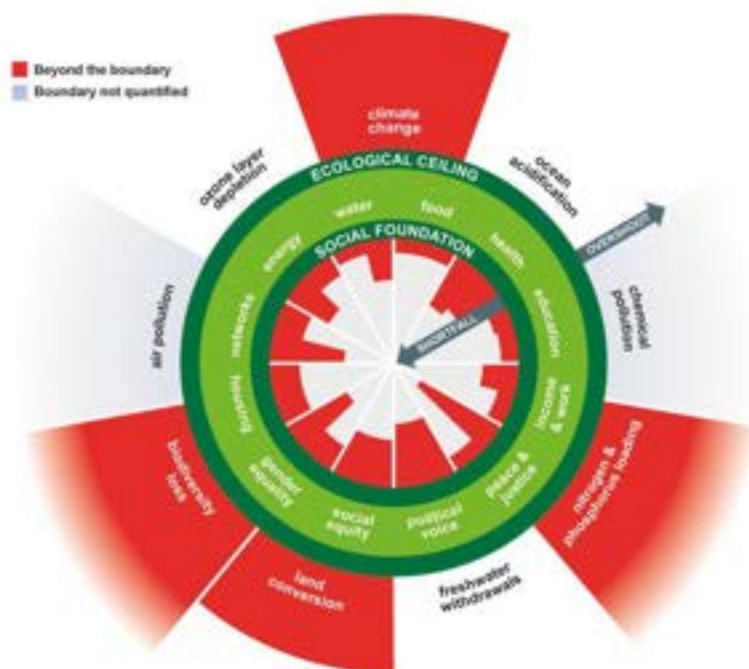 Beyond the boundary
Boundary not quantified
climate
change
ozone layer
depletion
ECOLOGICAL CEILING
ocean
acidification
OVERSHOOT
water
food
energy
SOCIAL FOUNDATION
health
air pollution
networks
SHORTFALL
education
chemical
pollution
housing
income
& work
biodiversity
loss
gender
equality
social
equity
political
voice
peace &
justice
nitrogen &
phosphorus loading
land
conversion
freshwater
withdrawals